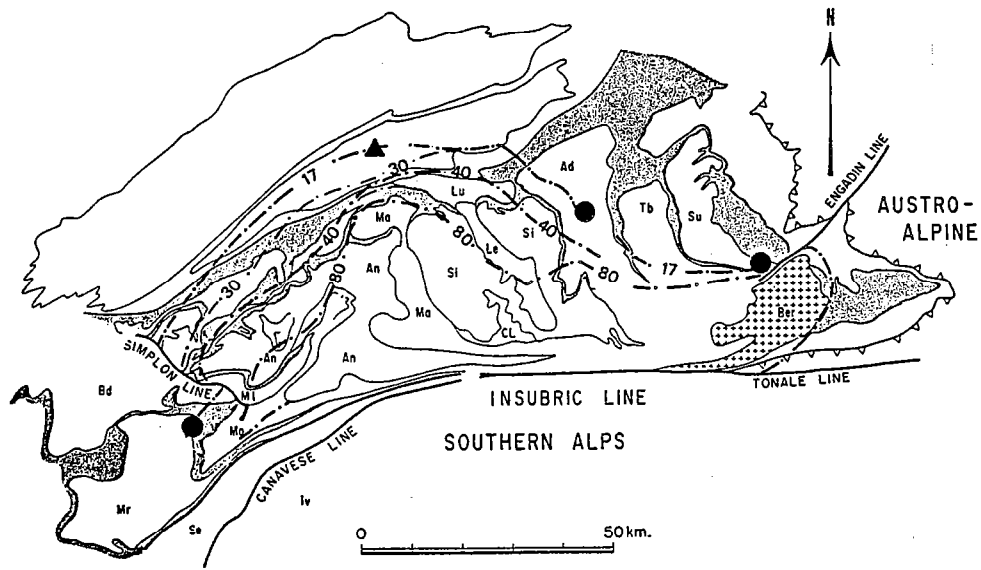 N
17
30
40
Ad
ENGADIN LINE
Lu
AUSTRO-
ALPINE
Ma
80
Le
Si
40
Tb
Su
40
80
An
Si
80
17
30
Ma
CL
Ber
SIMPLON LINE
An
An
Bd
Ml
TONALE LINE
INSUBRIC LINE
Mo
SOUTHERN ALPS
CANAVESE LINE
Mr
Se
Iv
0
50km.